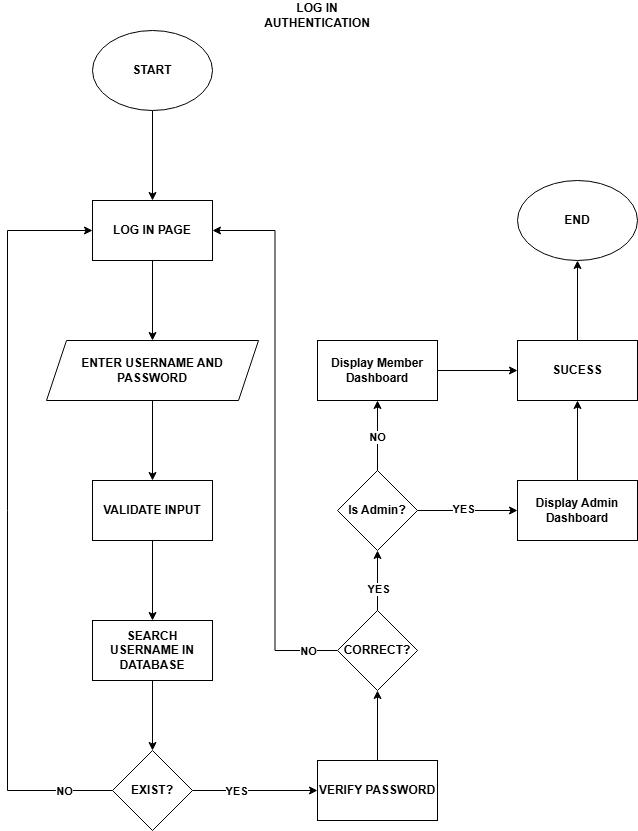 LOG IN
AUTHENTICATION
START
LOG IN PAGE
ENTER USERNAME AND
PASSWORD
VALIDATE INPUT
SEARCH
USERNAME IN
DATABASE
EXIST?
NO
YES
VERIFY PASSWORD
CORRECT?
NO
YES
Is Admin?
NO
YES
Display Member
Dashboard
Display Admin
Dashboard
SUCESS
END